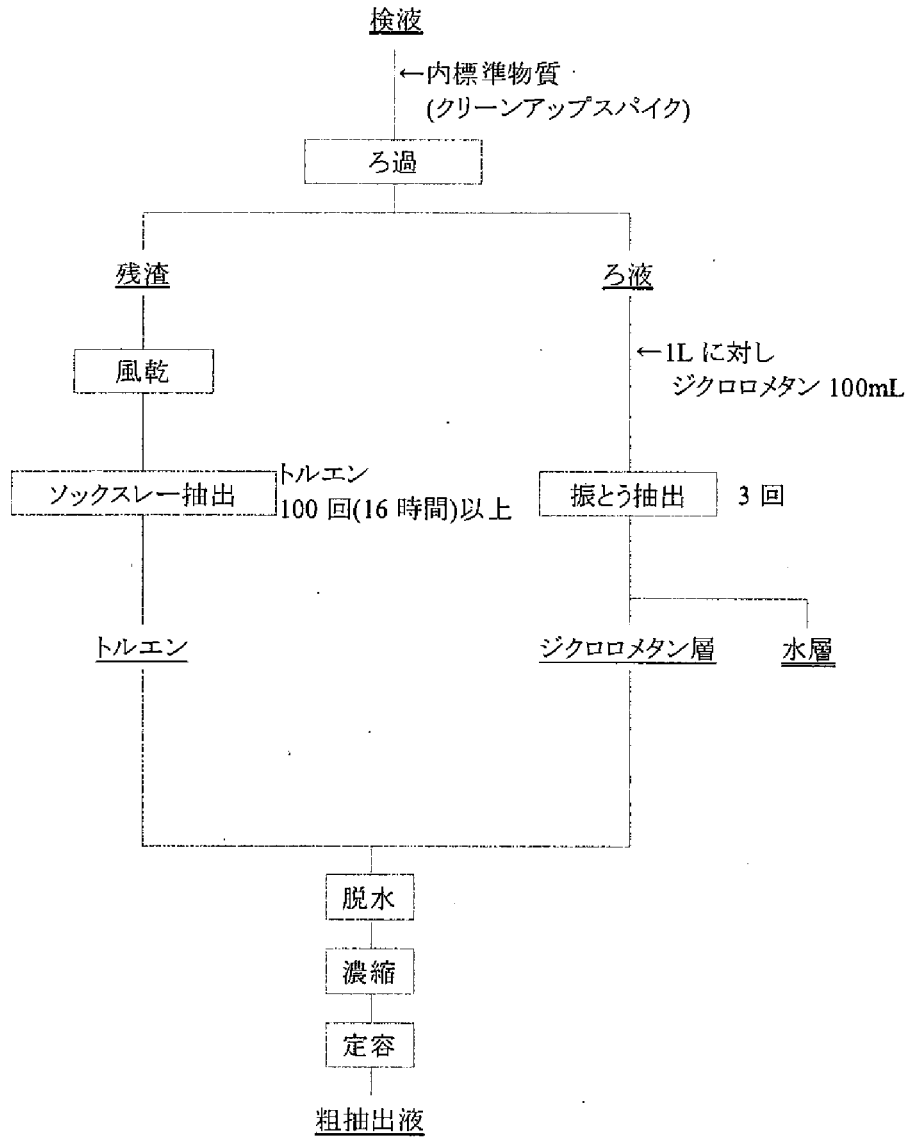 検液
←内標準物質
(クリーンアップスパイク)
ろ過
残渣
ろ液
風乾
←1L に対し
ジクロロメタン 100mL
ソックスレー抽出
トルエン
100 回(16 時間)以上
振とう抽出
3 回
トルエン
ジクロロメタン層
水層
脱水
濃縮
定容
粗抽出液